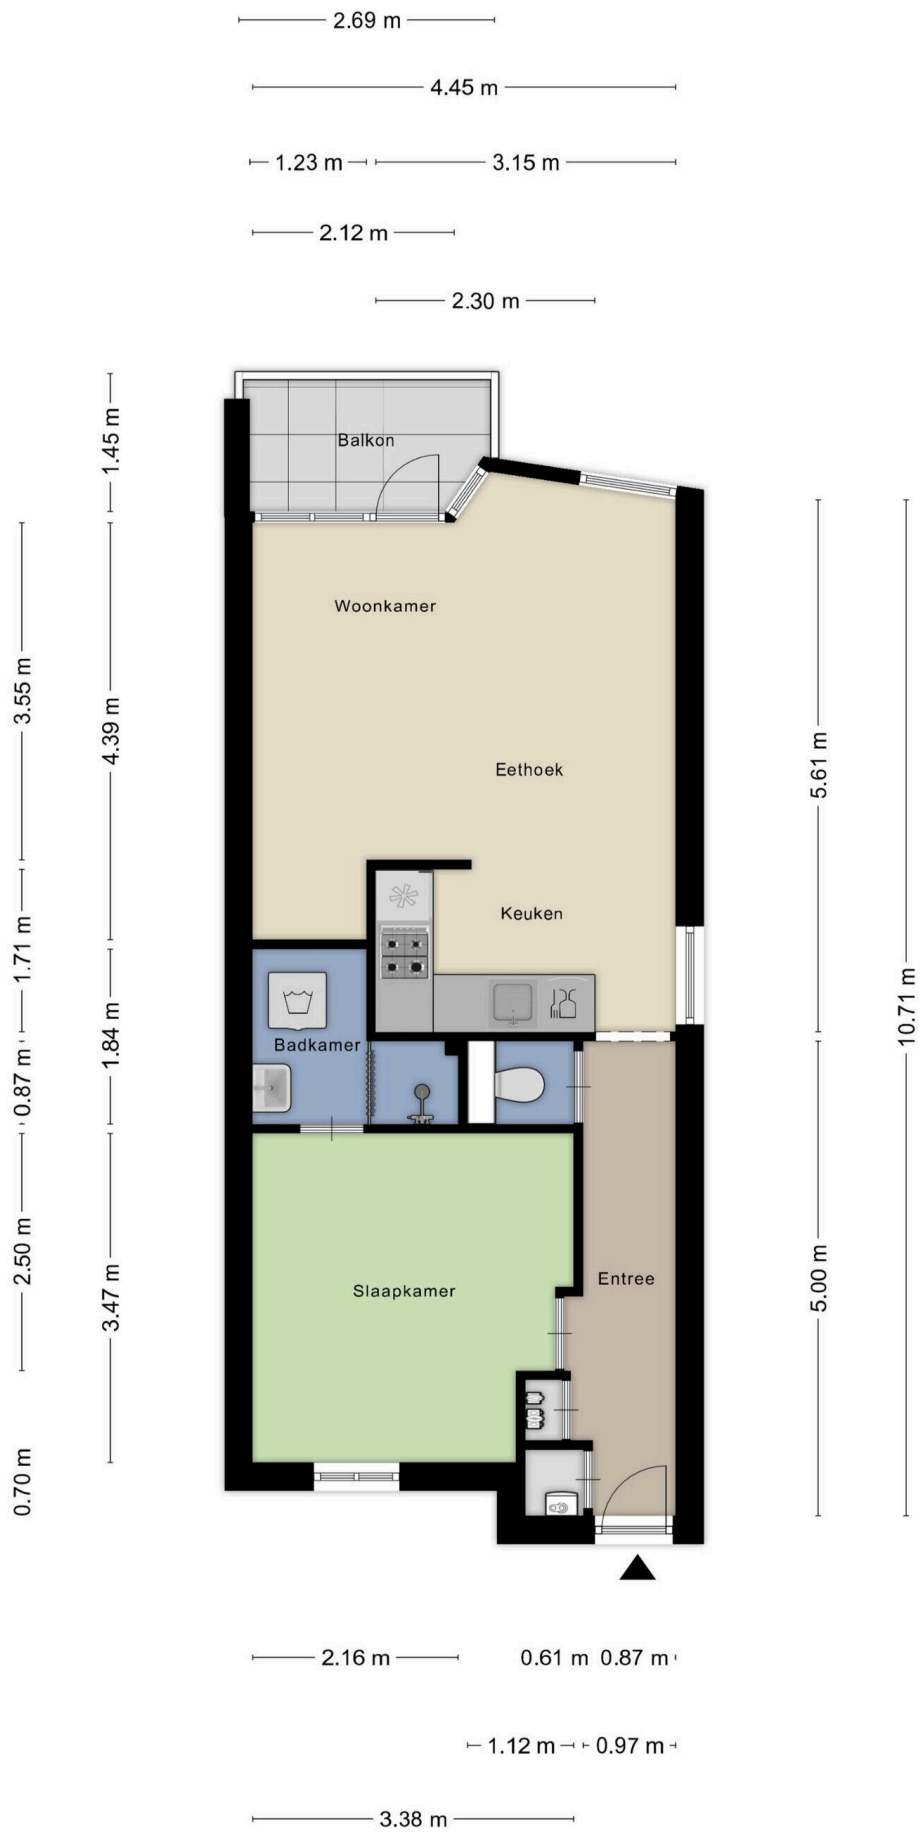 2.69 m
4.45 m
1.23 m
3.15 m
2.12 m
2.30 m
1.45 m
Balkon
Woonkamer
3.55 m
4.39 m
5.61 m
Eethoek
Keuken
1.71 m
10.71 m
1.84 m
Badkamer
0.87 m
2.50 m
3.47 m
Slaapkamer
Entree
5.00 m
0.70 m
2.16 m
0.61 m
0.87 m
1.12 m
0.97 m
3.38 m